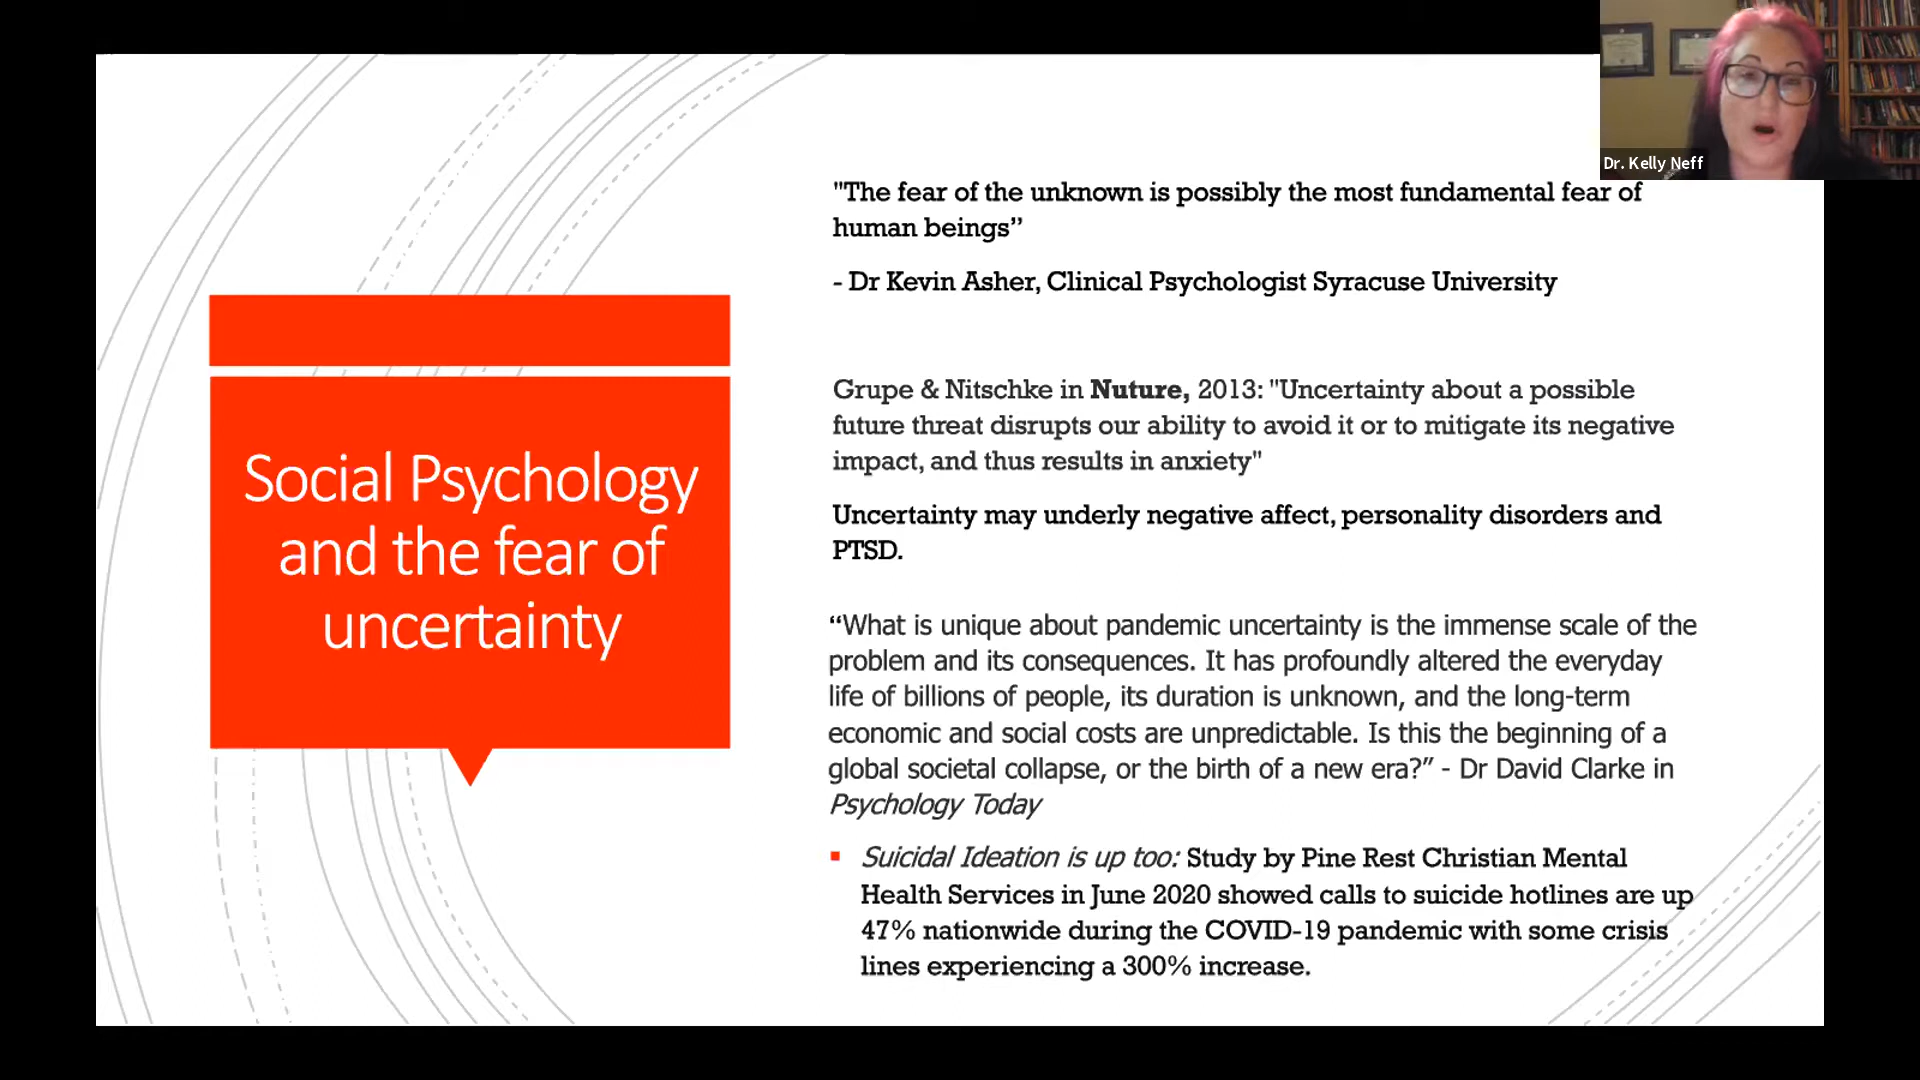 Dr. Kelly Neff
"The fear of the unknown is possibly the most fundamental fear of
human beings”
- Dr Kevin Asher, Clinical Psychologist Syracuse University
Social Psychology
and the fear of
uncertainty
Grupe & Nitschke in Nuture, 2013: "Uncertainty about a possible
future threat disrupts our ability to avoid it or to mitigate its negative
impact, and thus results in anxiety"
Uncertainty may underly negative affect, personality disorders and
PTSD.
“What is unique about pandemic uncertainty is the immense scale of the
problem and its consequences. It has profoundly altered the everyday
life of billions of people, its duration is unknown, and the long-term
economic and social costs are unpredictable. Is this the beginning of a
global societal collapse, or the birth of a new era?” - Dr David Clarke in
Psychology Today
▪ Suicidal Ideation is up too: Study by Pine Rest Christian Mental
Health Services in June 2020 showed calls to suicide hotlines are up
47% nationwide during the COVID-19 pandemic with some crisis
lines experiencing a 300% increase.